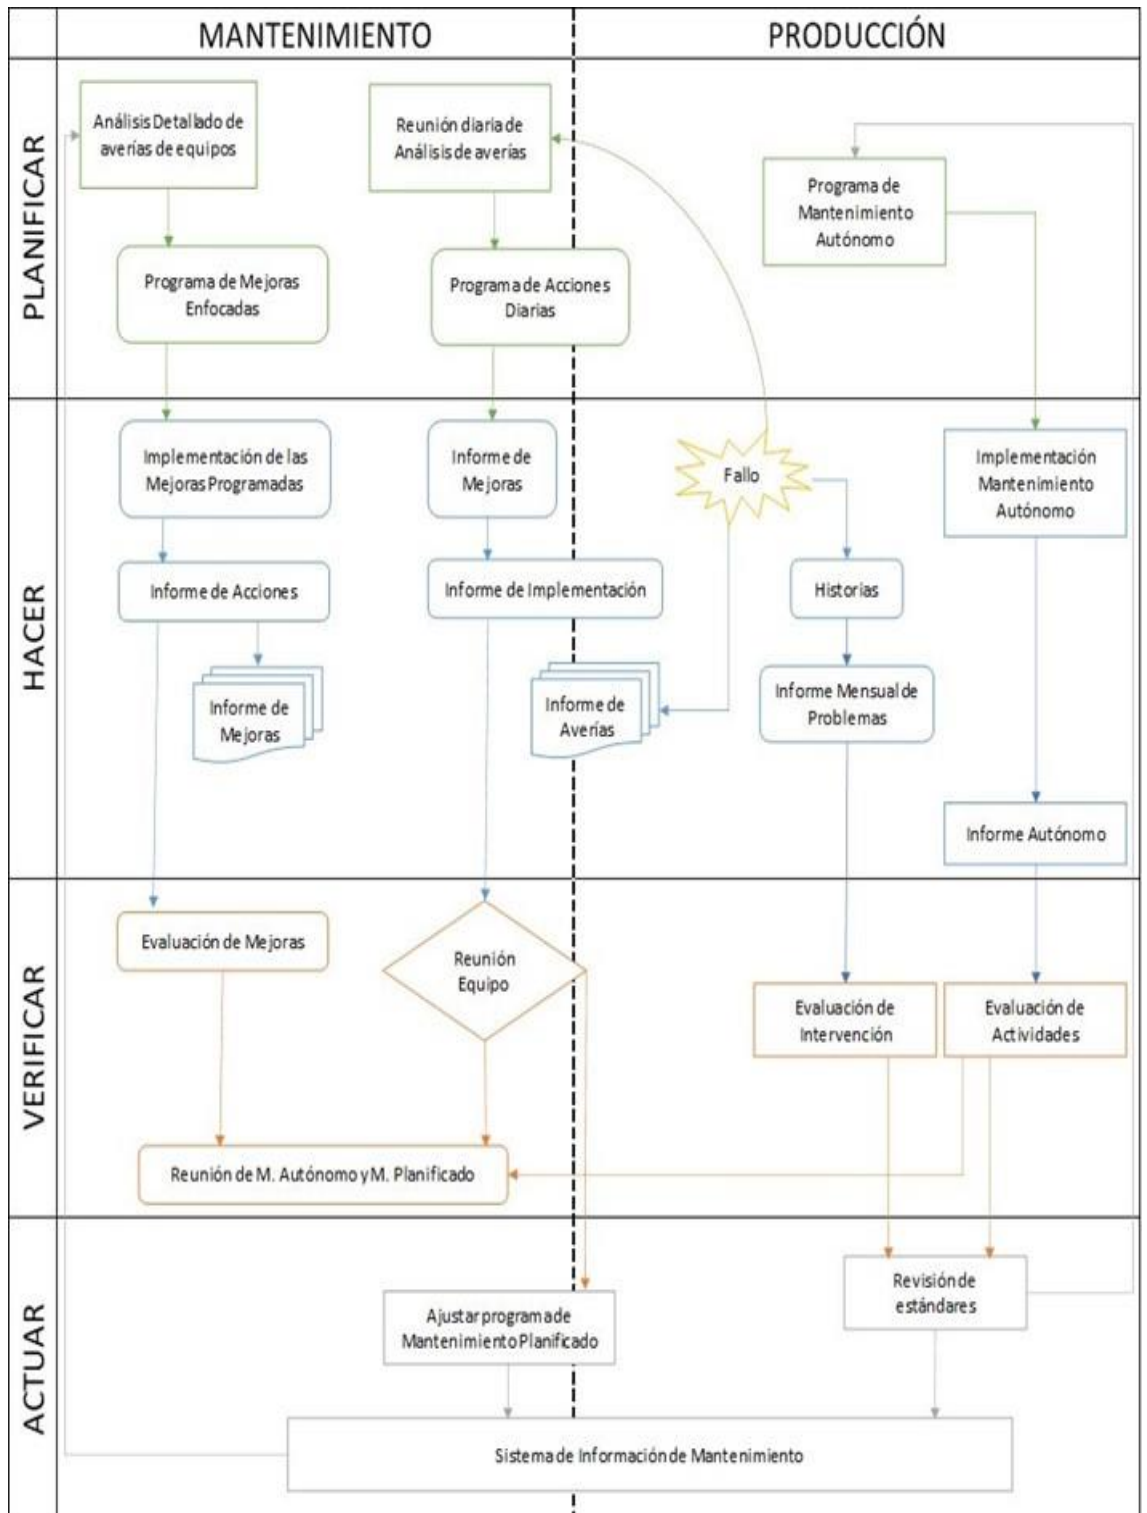 MANTENIMIENTO
PRODUCCIÓN
PLANIFICAR
Análisis Detallado de
averías de equipos
Reunión diaria de
Análisis de averías
Programa de
Mantenimiento
Autónomo
Programa de Mejoras
Enfocadas
Programa de Acciones
Diarias
HACER
Implementación de las
Mejoras Programadas
Informe de
Mejoras
Fallo
Implementación
Mantenimiento
Autónomo
Informe de Acciones
Informe de Implementación
Historias
Informe de
Mejoras
Informe de
Averías
Informe Mensual de
Problemas
Informe Autónomo
VERIFICAR
Evaluación de Mejoras
Reunión
Equipo
Evaluación de
Intervención
Evaluación de
Actividades
Reunión de M. Autónomo y M. Planificado
ACTUAR
Ajustar programa de
Mantenimiento Planificado
Revisión de
estándares
Sistema de Información de Mantenimiento